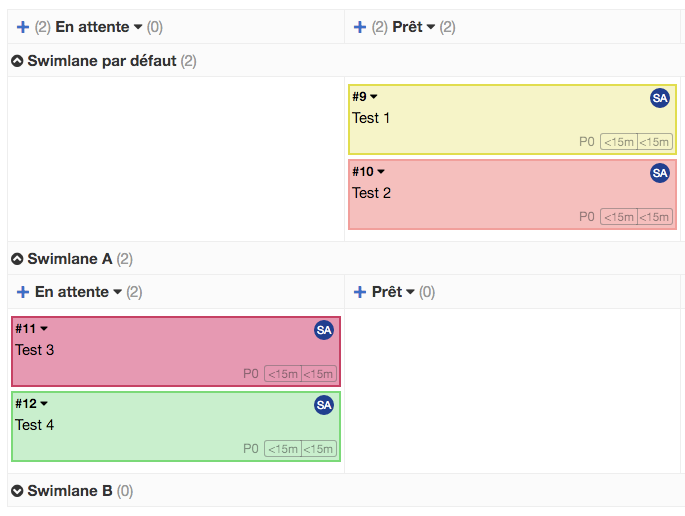 (2) En attente (0) (2) Prêt (2)
Swimlane par défaut (2)
#9 SA
Test 1
P0 <15m <15m
#10 SA
Test 2
P0 <15m <15m
Swimlane A (2)
En attente (2) Prêt (0)
#11 SA
Test 3
P0 <15m <15m
#12 SA
Test 4
P0 <15m <15m
Swimlane B (0)